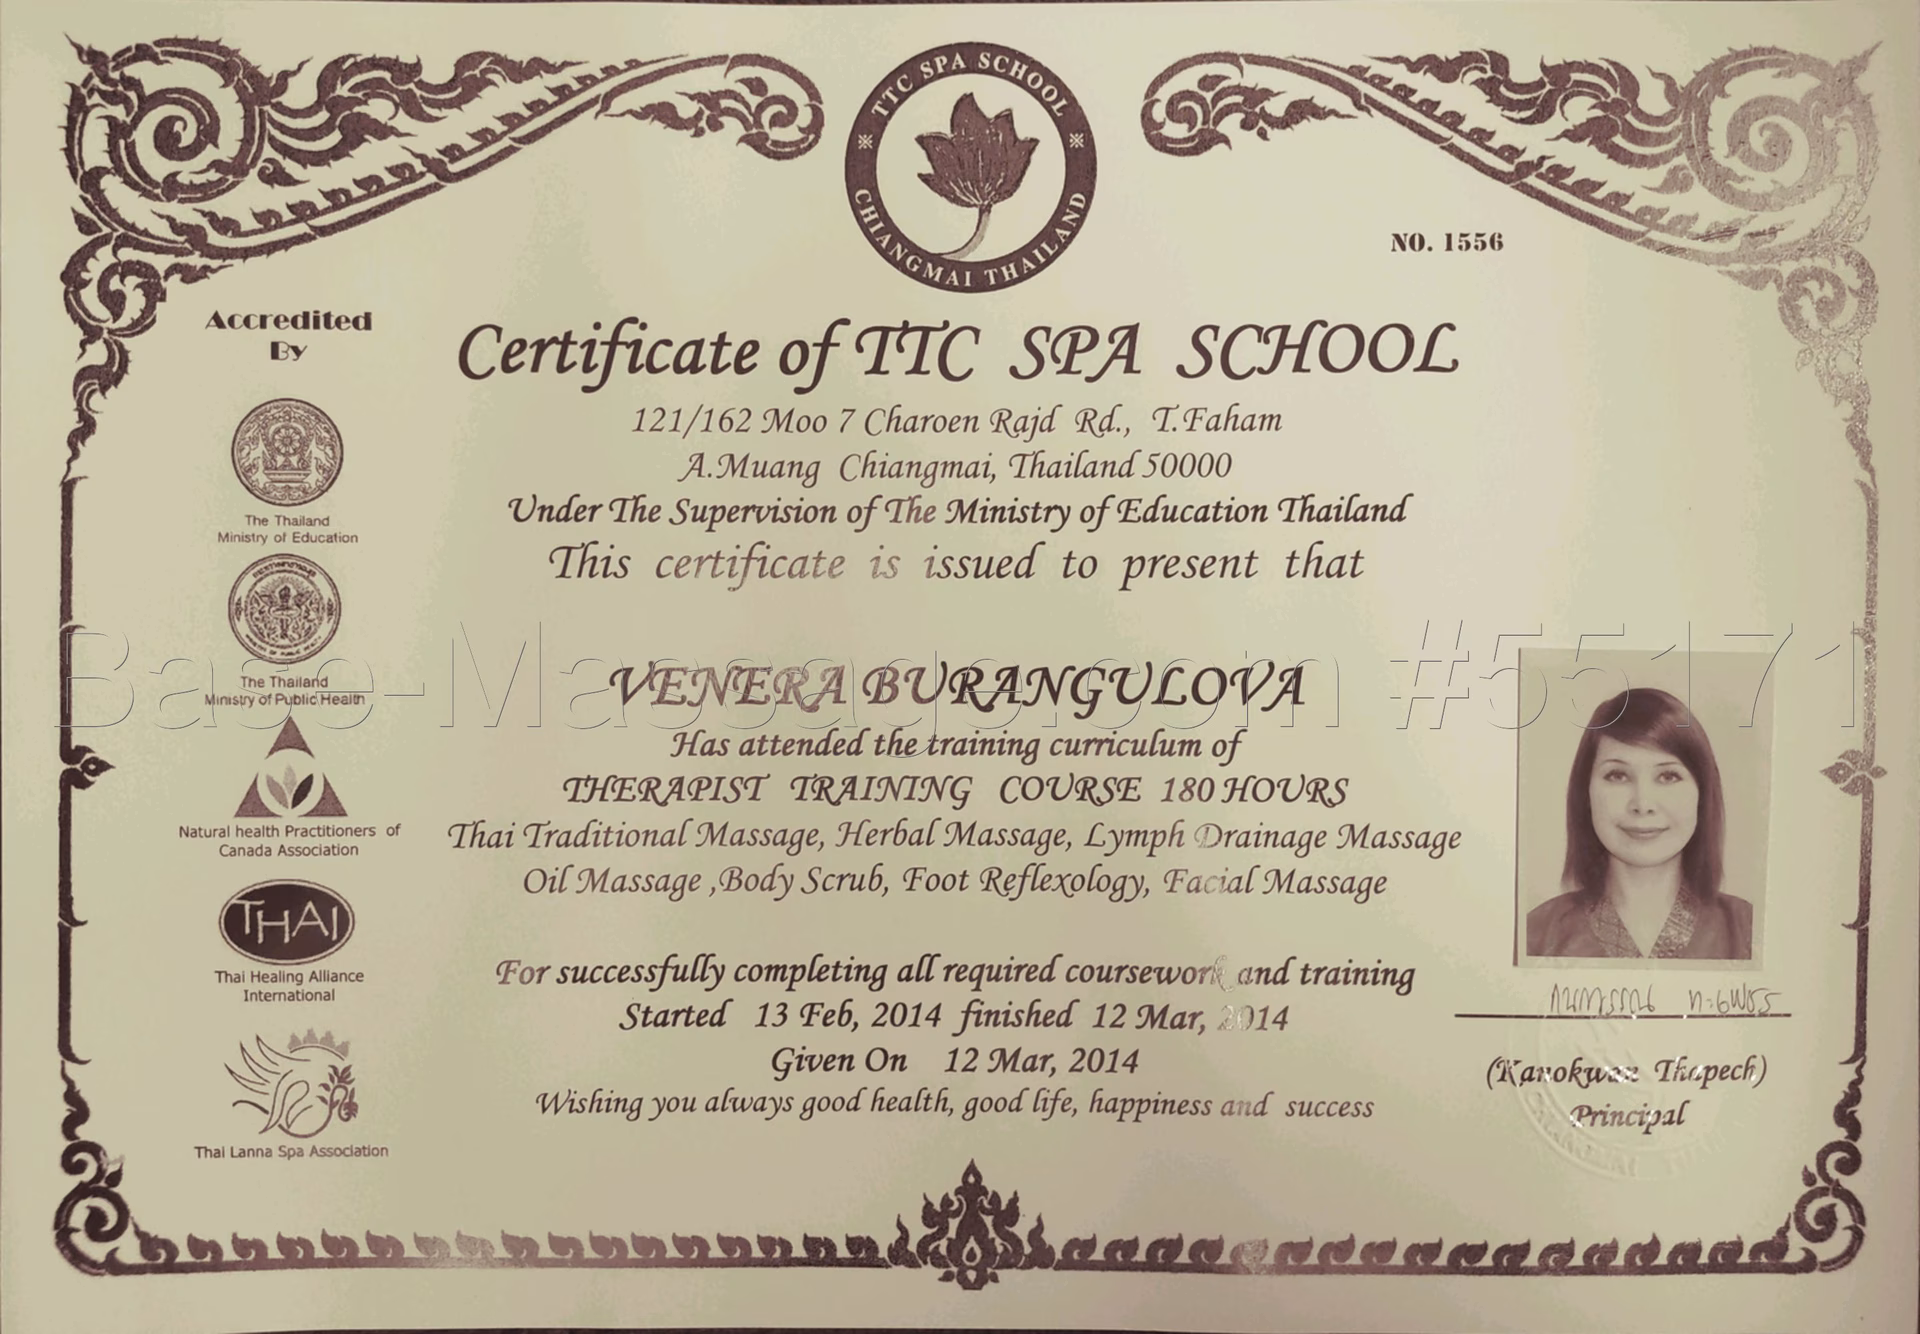 TTC SPA SCHOOL
CHIANGMAI THAILAND
NO. 1556
Accredited
By
The Thailand
Ministry of Education
The Thailand
Ministry of Public Health
Natural health Practitioners of
Canada Association
THAI
Thai Healing Alliance
International
Thai Lanna Spa Association
Certificate of TTC SPA SCHOOL
121/162 Moo 7 Charoen Rajd Rd., T.Faham
A.Muang Chiangmai, Thailand 50000
Under The Supervision of The Ministry of Education Thailand
This certificate is issued to present that
Base-Massage.com #55171
VENERA BURANGULOVA
Has attended the training curriculum of
THERAPIST TRAINING COURSE 180 HOURS
Thai Traditional Massage, Herbal Massage, Lymph Drainage Massage
Oil Massage ,Body Scrub, Foot Reflexology, Facial Massage
For successfully completing all required coursework and training
Started 13 Feb, 2014 finished 12 Mar, 2014
Given On 12 Mar, 2014
Wishing you always good health, good life, happiness and success
(Kanokwan Thapech)
Principal